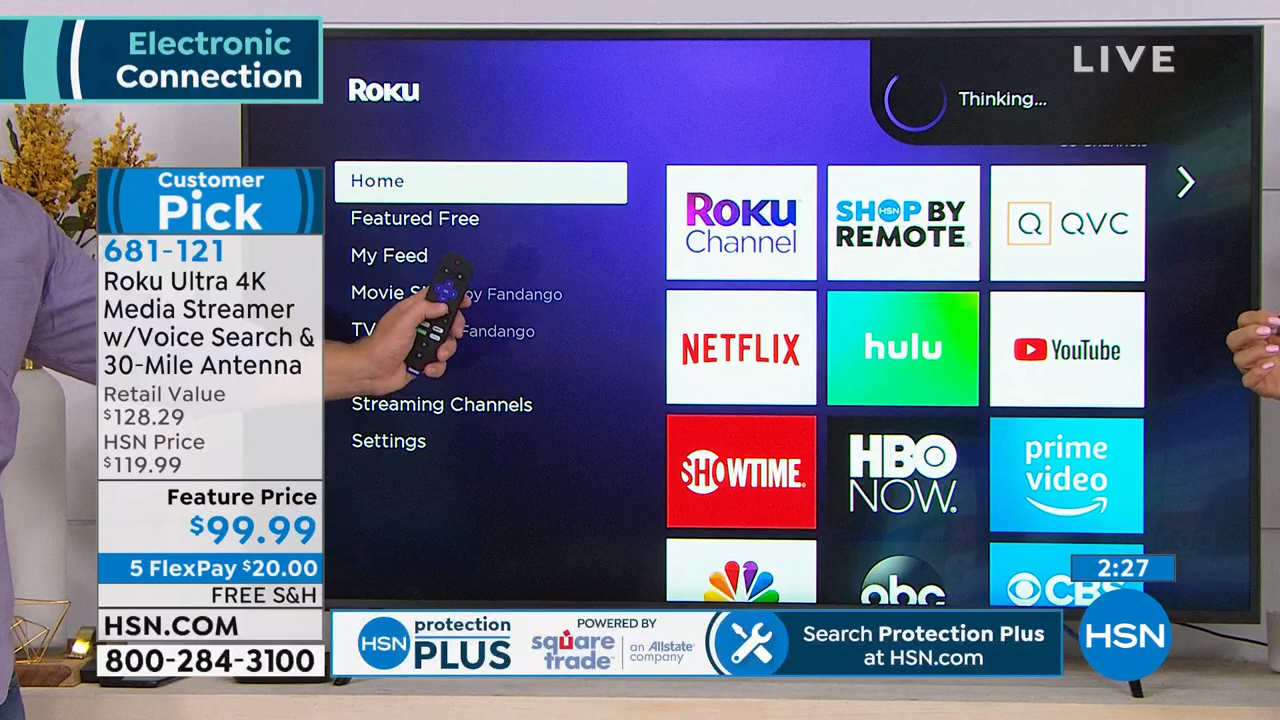 Electronic
Connection
LIVE
Roku
Thinking...
Customer
Pick
681-121
Roku Ultra 4K
Media Streamer
w/Voice Search &
30-Mile Antenna
Retail Value
$128.29
HSN Price
$119.99
Feature Price
$99.99
5 FlexPay $20.00
FREE S&H
HSN.COM
800-284-3100
Home
Featured Free
My Feed
Movie
by Fandango
TV
Fandango
Streaming Channels
Settings
Roku
Channel
SHOP BY
HSN
REMOTE
QVC
Q
NETFLIX
hulu
YouTube
SHOWTIME
HBO
NOW
prime
video
abc
CBS
2:27
HSN
protection
PLUS
POWERED BY
square
trade
an Allstate
company
Search Protection Plus
at HSN.com
HSN